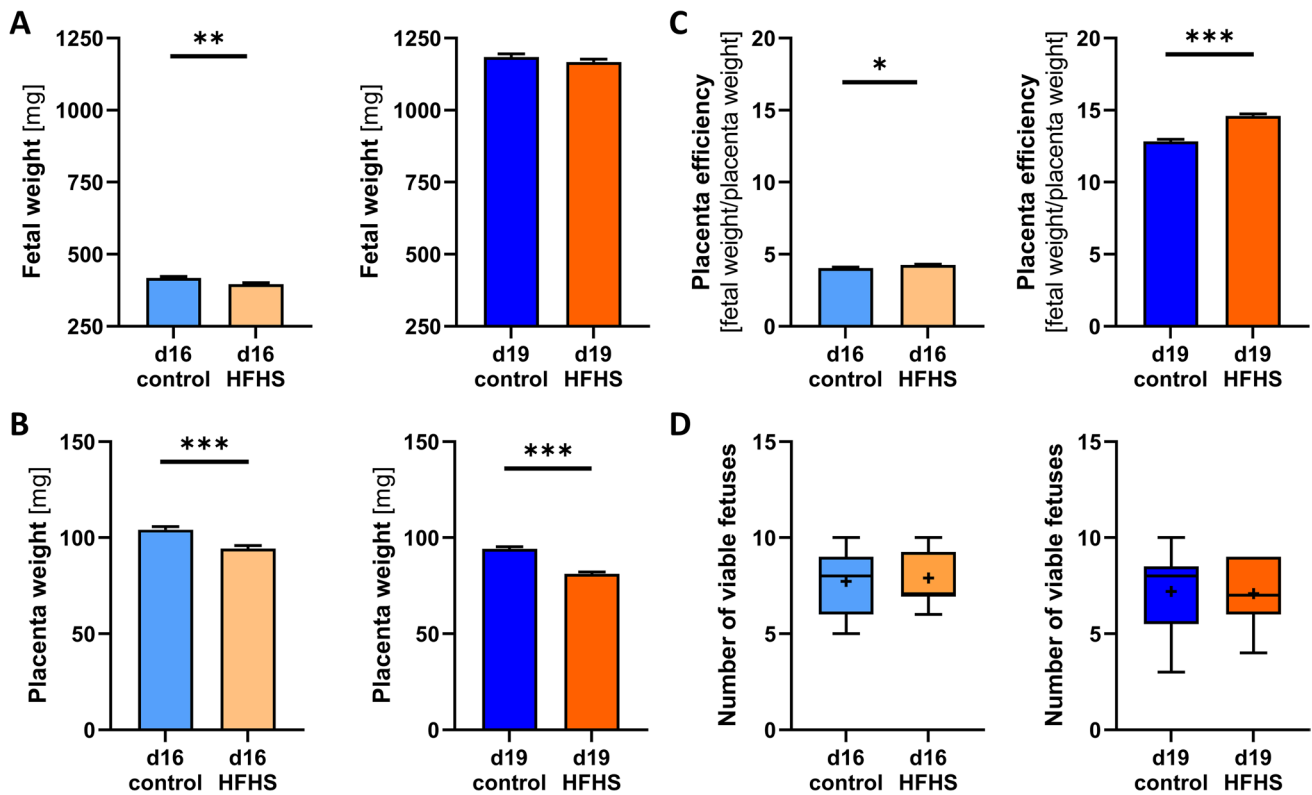 A
Fetal weight [mg]
1250
1000
750
500
250
**
d16
control
d16
HFHS
Fetal weight [mg]
1250
1000
750
500
250
d19
control
d19
HFHS
C
Placenta efficiency
[fetal weight/placenta weight]
20
15
10
5
0
*
d16
control
d16
HFHS
Placenta efficiency
[fetal weight/placenta weight]
20
15
10
5
0
***
d19
control
d19
HFHS
B
Placenta weight [mg]
150
100
50
0
***
d16
control
d16
HFHS
Placenta weight [mg]
150
100
50
0
***
d19
control
d19
HFHS
D
Number of viable fetuses
15
10
5
0
d16
control
d16
HFHS
Number of viable fetuses
15
10
5
0
d19
control
d19
HFHS